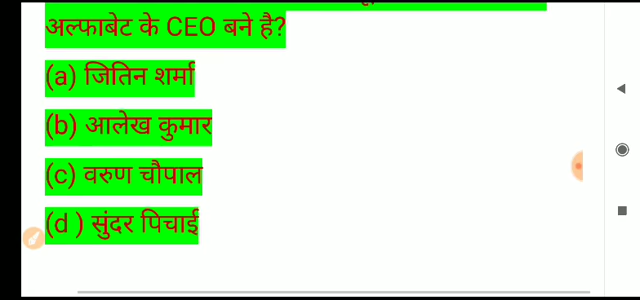 अल्फाबेट के CEO बने है?
(a) जितिन शर्मा
(b) आलेख कुमार
(c) वरुण चौपाल
(d ) सुंदर पिचाई